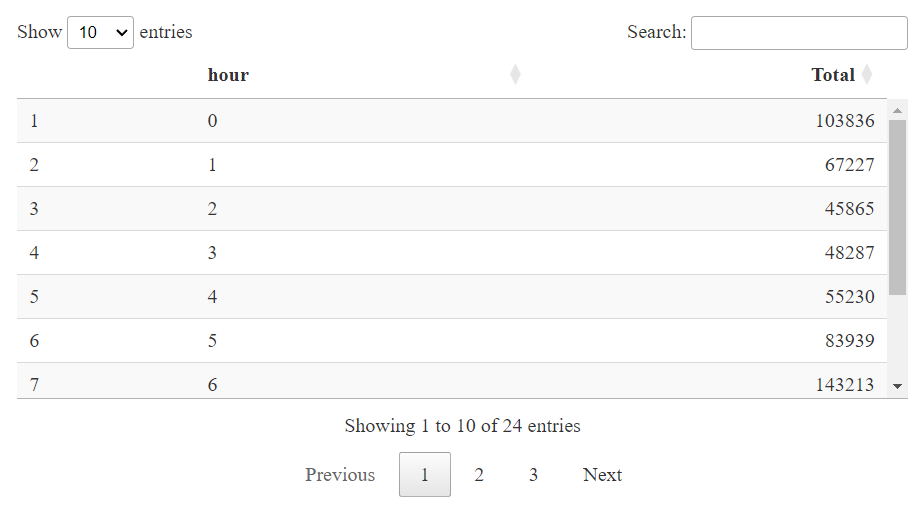 Show 10 entries Search:
hour Total
1 0 103836
2 1 67227
3 2 45865
4 3 48287
5 4 55230
6 5 83939
7 6 143213
Showing 1 to 10 of 24 entries
Previous 1 2 3 Next